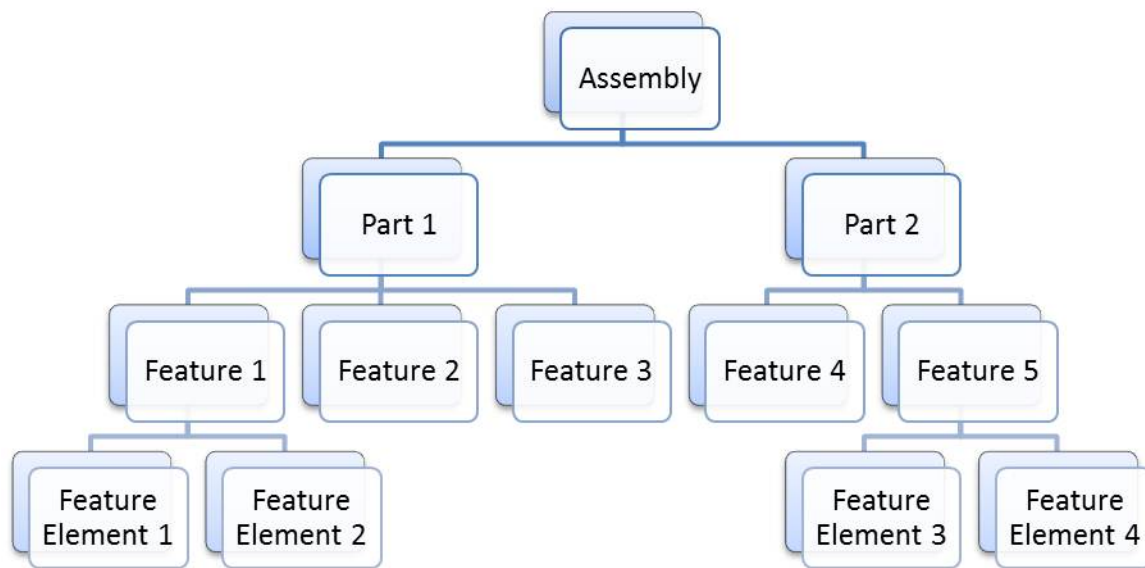 Assembly
Part 1
Part 2
Feature 1
Feature 2
Feature 3
Feature 4
Feature 5
Feature
Element 1
Feature
Element 2
Feature
Element 3
Feature
Element 4